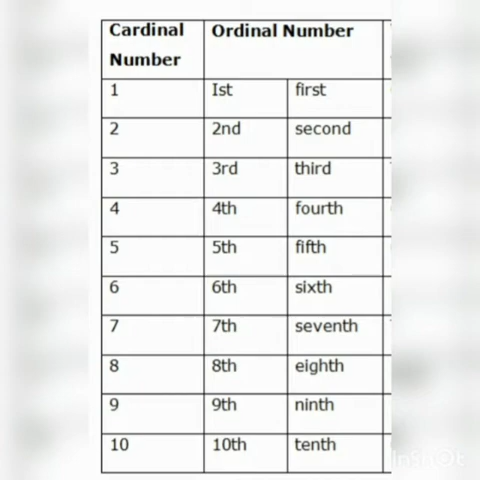 Cardinal Number Ordinal Number
1 Ist first
2 2nd second
3 3rd third
4 4th fourth
5 5th fifth
6 6th sixth
7 7th seventh
8 8th eighth
9 9th ninth
10 10th tenth
InShOt